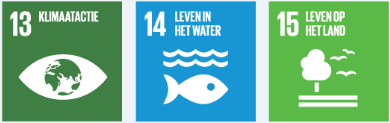 13 KLIMAATACTIE
14 LEVEN IN
HET WATER
15 LEVEN OP
HET LAND